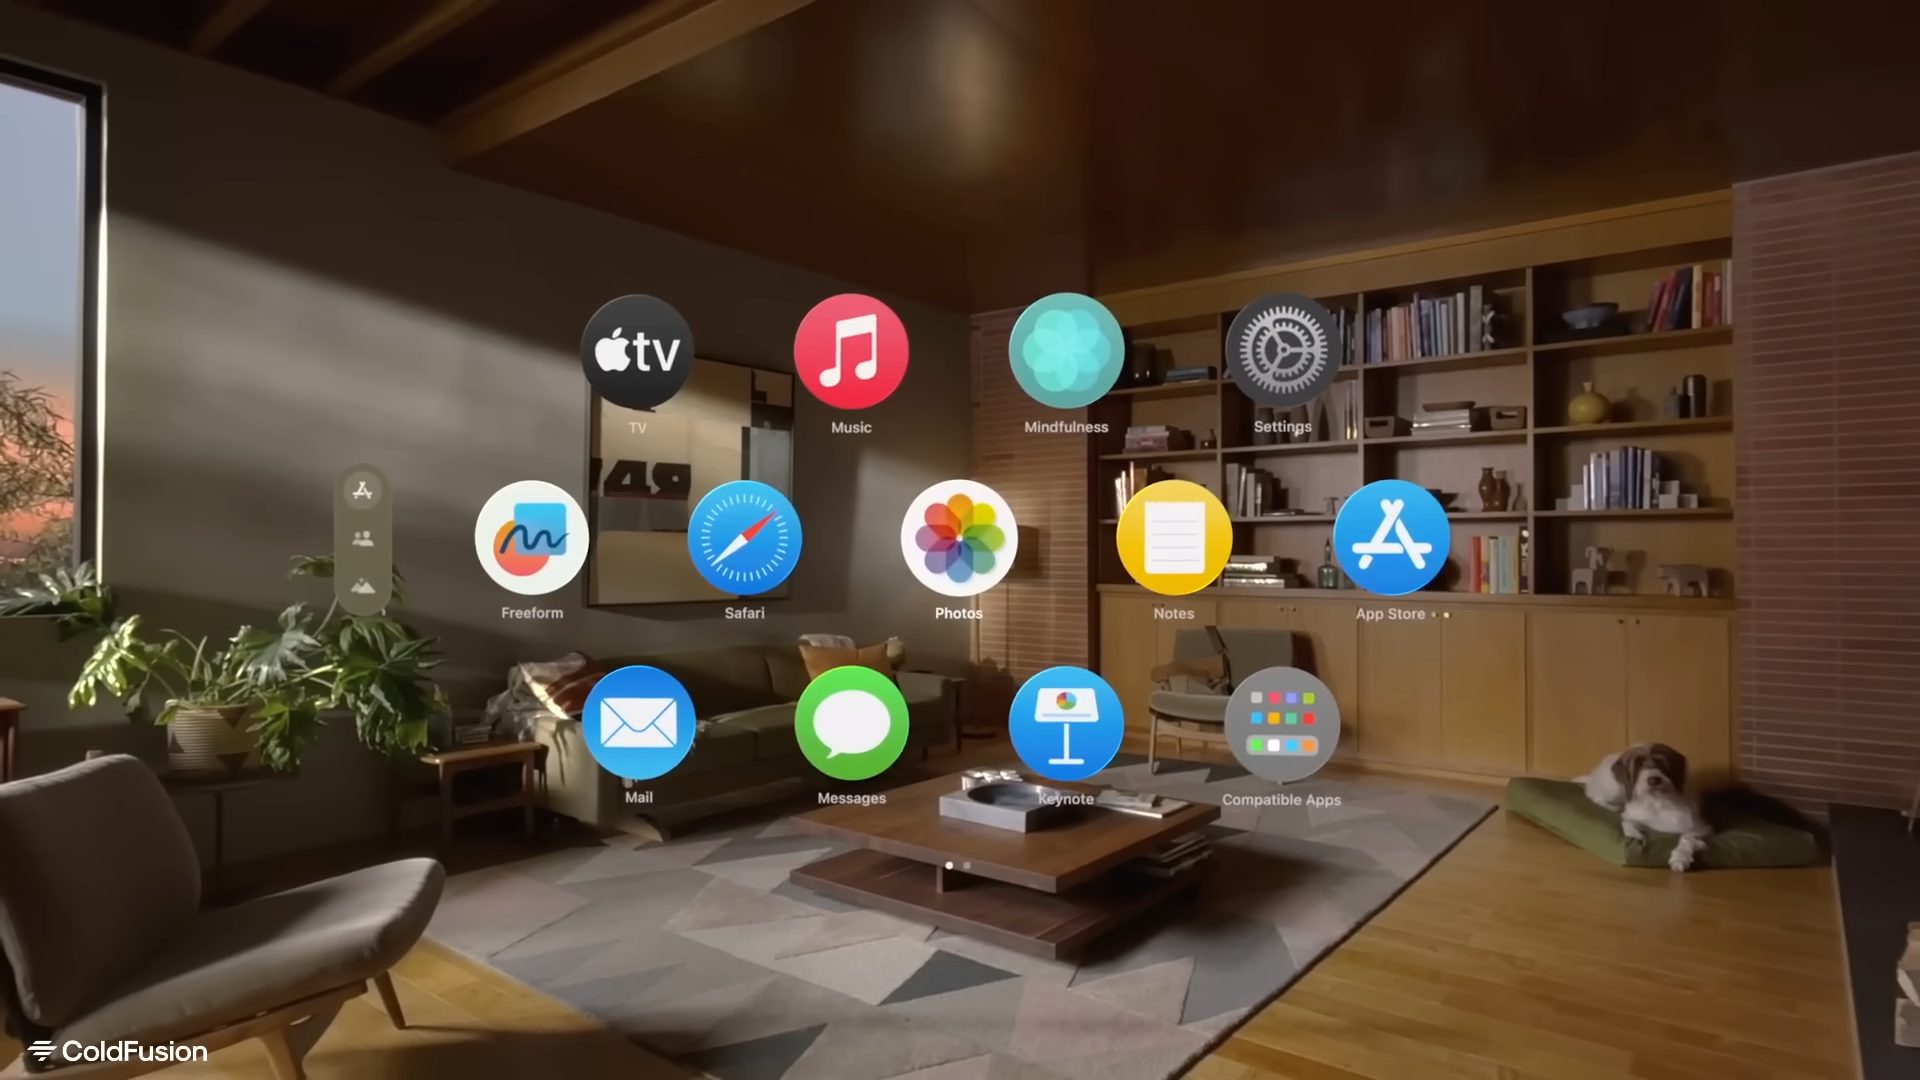 tv
TV
Music
Mindfulness
Settings
Freeform
Safari
Photos
Notes
App Store
Mail
Messages
Keynote
Compatible Apps
ColdFusion